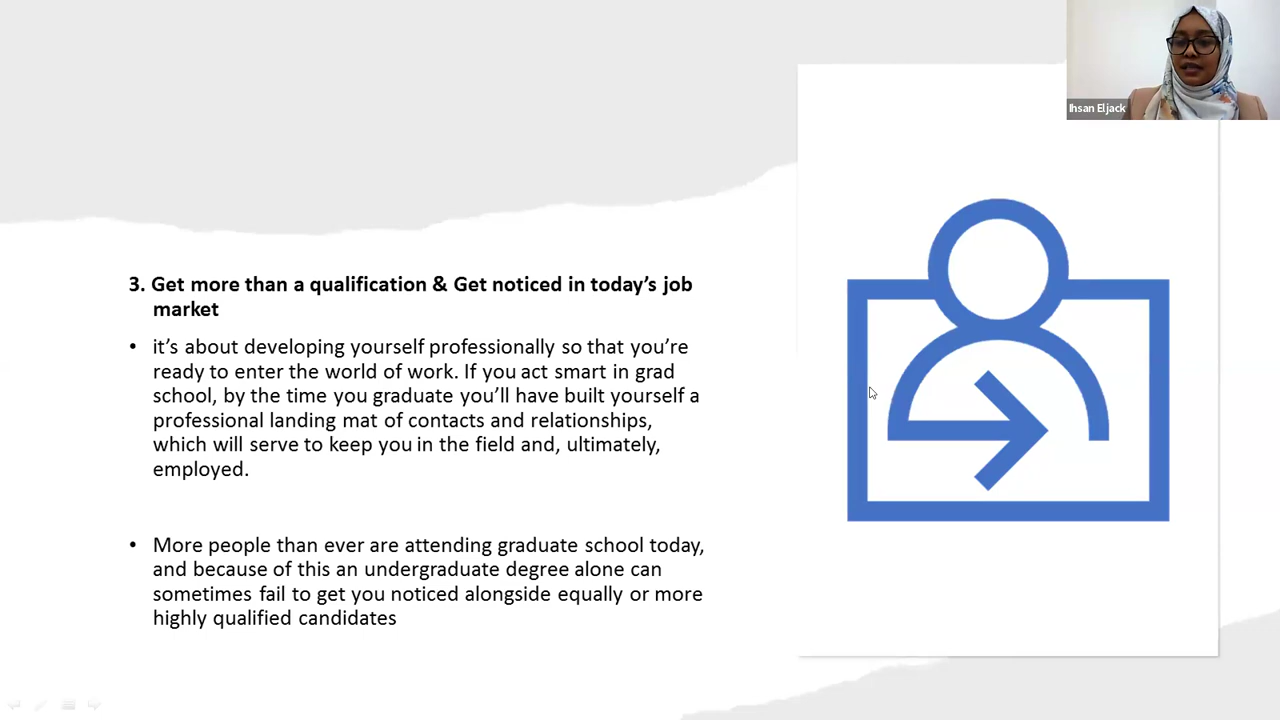 Ihsan Eljack
3. Get more than a qualification & Get noticed in today’s job
market
• it’s about developing yourself professionally so that you’re
ready to enter the world of work. If you act smart in grad
school, by the time you graduate you’ll have built yourself a
professional landing mat of contacts and relationships,
which will serve to keep you in the field and, ultimately,
employed.
• More people than ever are attending graduate school today,
and because of this an undergraduate degree alone can
sometimes fail to get you noticed alongside equally or more
highly qualified candidates